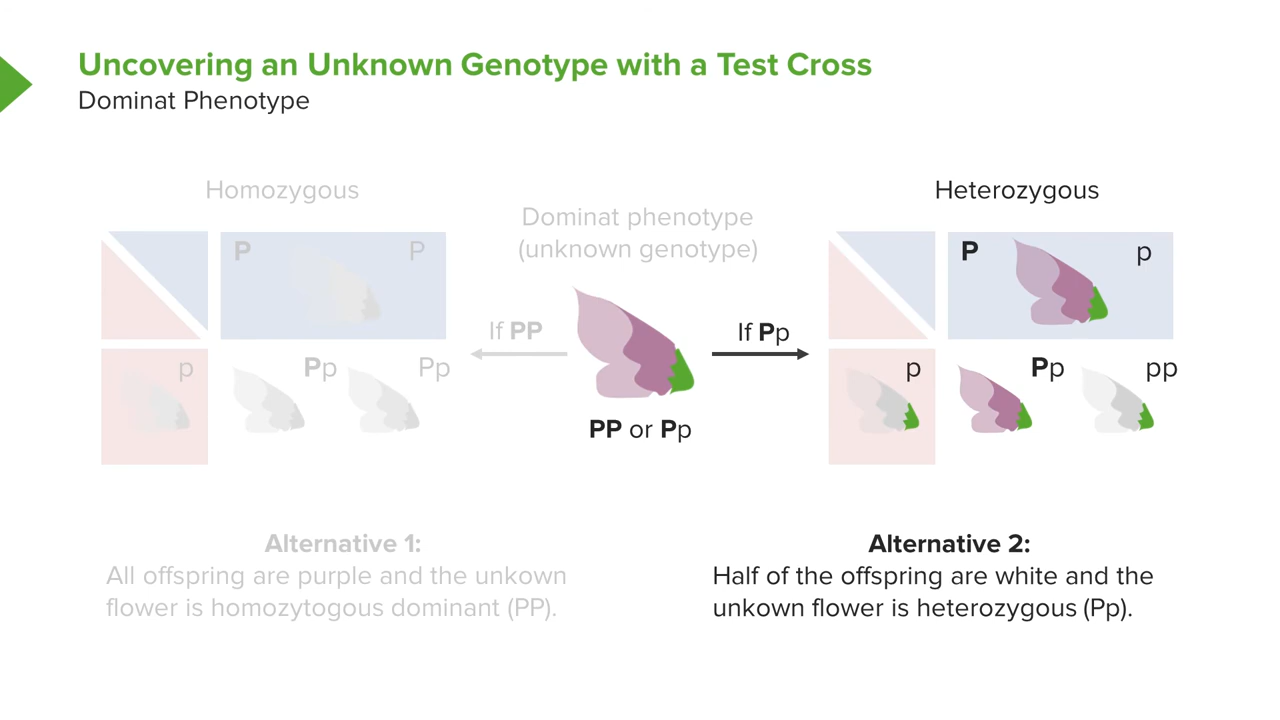 Uncovering an Unknown Genotype with a Test Cross
Dominat Phenotype
Homozygous
P P
p
Pp Pp
Alternative 1:
All offspring are purple and the unkown
flower is homozytogous dominant (PP).
Dominat phenotype
(unknown genotype)
If PP
If Pp
PP or Pp
Heterozygous
P p
p
Pp pp
Alternative 2:
Half of the offspring are white and the
unkown flower is heterozygous (Pp).